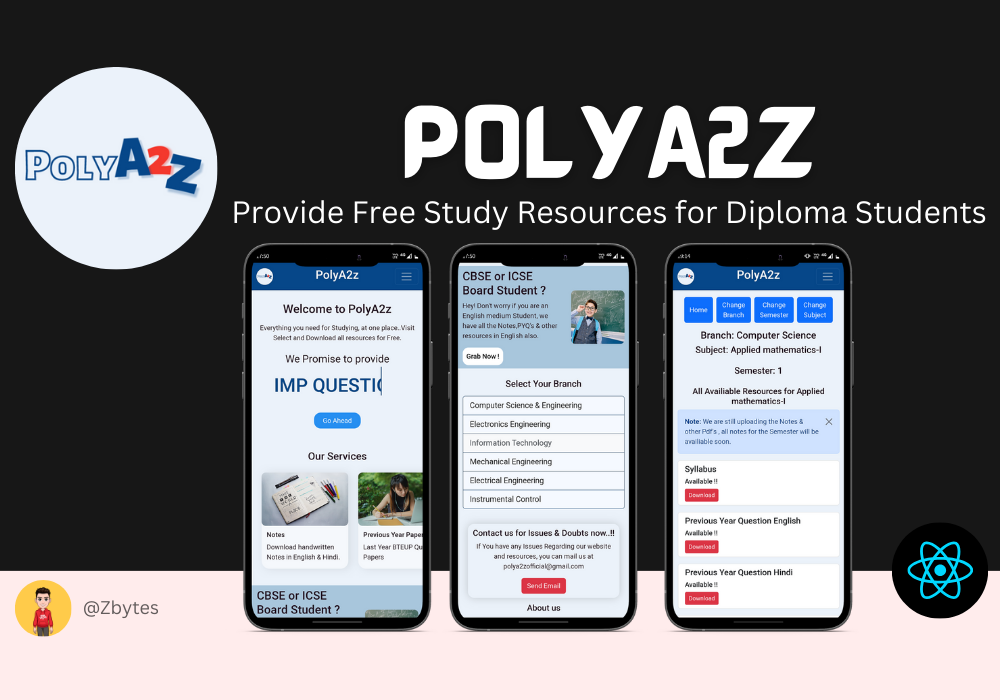 POLYA2Z
POLYA2Z
Provide Free Study Resources for Diploma Students
7:50
PolyA2z
Welcome to PolyA2z
Everything you need for Studying, at one place..Visit
Select and Download all resources for Free.
We Promise to provide
IMP QUESTIO
Go Ahead
Our Services
Notes
Download handwritten
Notes in English & Hindi.
Previous Year Paper
Last Year BTEUP Qu
Papers
CBSE or ICSE
Board Student ?
7:50
CBSE or ICSE
Board Student ?
Hey! Don't worry if you are an
English medium Student, we
have all the Notes,PYQ's & other
resources in English also.
Grab Now !
Select Your Branch
Computer Science & Engineering
Electronics Engineering
Information Technology
Mechanical Engineering
Electrical Engineering
Instrumental Control
Contact us for Issues & Doubts now..!!
If You have any Issues Regarding our website
and resources, you can mail us at
polya2zofficial@gmail.com
Send Email
About us
9:14
PolyA2z
Home
Change
Branch
Change
Semester
Change
Subject
Branch: Computer Science
Subject: Applied mathematics-I
Semester: 1
All Availiable Resources for Applied
mathematics-I
Note: We are still uploading the Notes &
other Pdf's , all notes for the Semester will be
availiable soon.
Syllabus
Available !!
Download
Previous Year Question English
Available !!
Download
Previous Year Question Hindi
Available !!
Download
@Zbytes